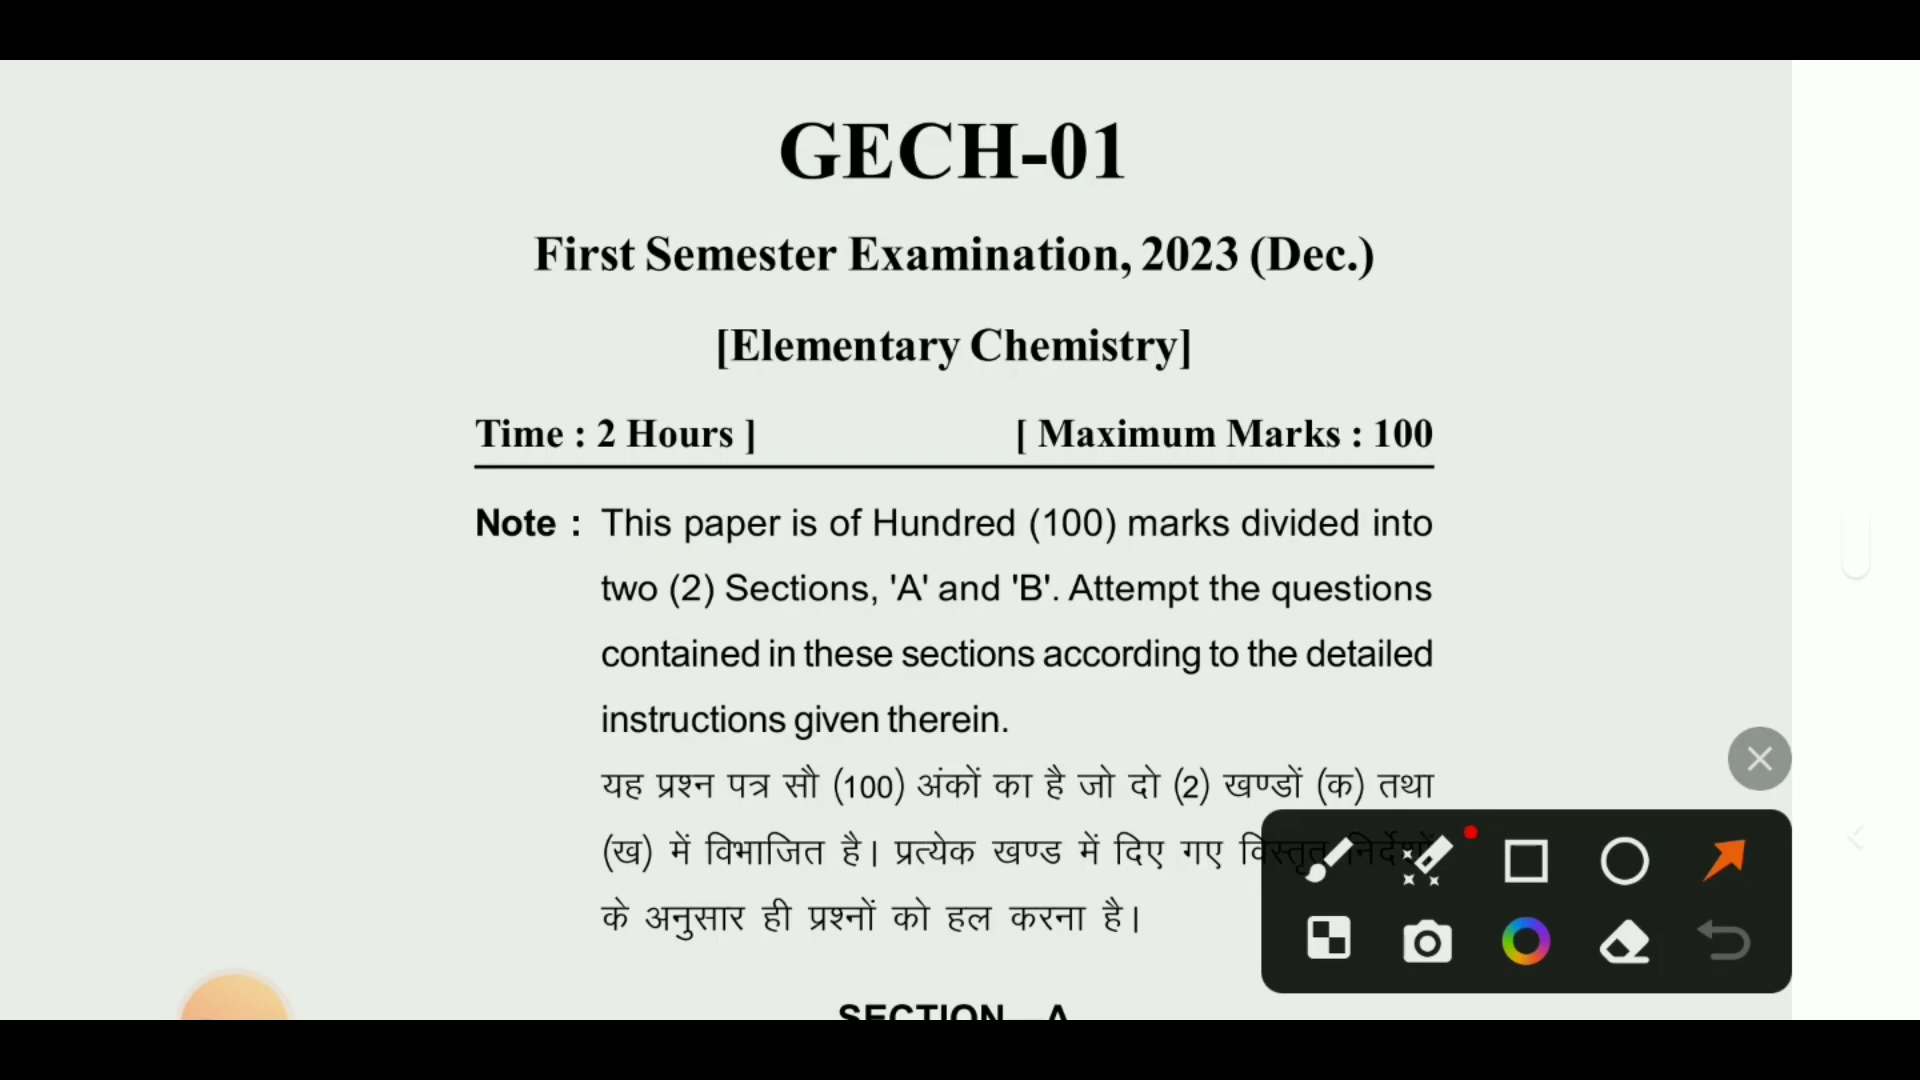 GECH-01
First Semester Examination, 2023 (Dec.)
[Elementary Chemistry]
Time : 2 Hours ] [ Maximum Marks : 100
Note : This paper is of Hundred (100) marks divided into
two (2) Sections, 'A' and 'B'. Attempt the questions
contained in these sections according to the detailed
instructions given therein.
यह प्रश्न पत्र सौ (100) अंकों का है जो दो (2) खण्डों (क) तथा
(ख) में विभाजित है। प्रत्येक खण्ड में दिए गए विस्तृत निर्देशों
के अनुसार ही प्रश्नों को हल करना है।
SECTION A